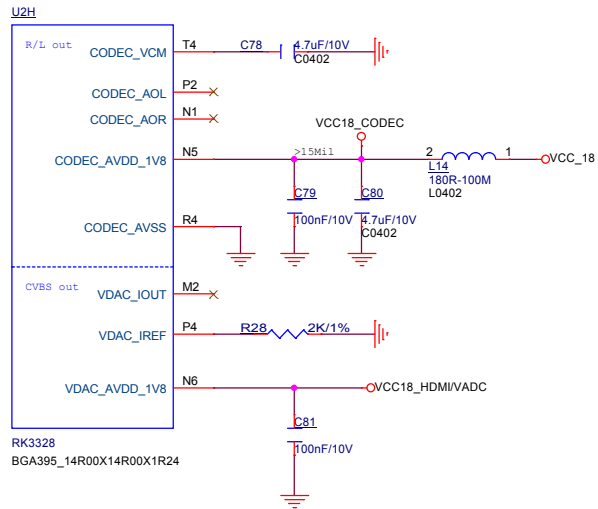 U2H
R/L out
CODEC_VCM
T4
C78
4.7uF/10V
C0402
CODEC_AOL
P2
CODEC_AOR
N1
VCC18_CODEC
CODEC_AVDD_1V8
N5
>15Mil
2
1
VCC_18
L14
180R-100M
L0402
C79
100nF/10V
C80
4.7uF/10V
C0402
CODEC_AVSS
R4
CVBS out
VDAC_IOUT
M2
VDAC_IREF
P4
R28
2K/1%
VDAC_AVDD_1V8
N6
VCC18_HDMI/VADC
C81
100nF/10V
RK3328
BGA395_14R00X14R00X1R24